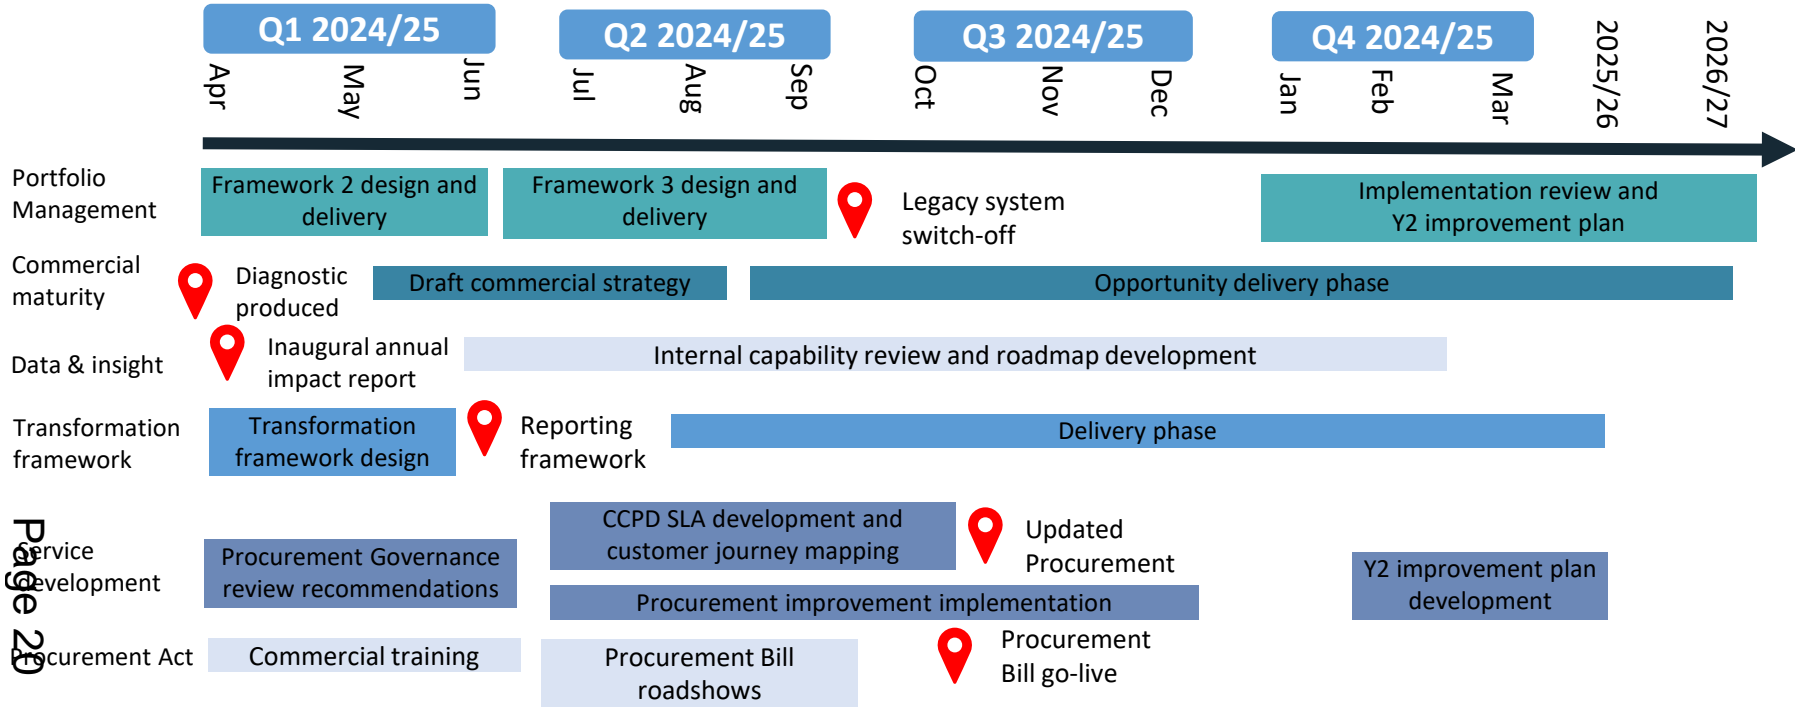 Q1 2024/25
Q2 2024/25
Q3 2024/25
Q4 2024/25
2025/26
2026/27
Apr
May
Jun
Jul
Aug
Sep
Oct
Nov
Dec
Jan
Feb
Mar
Portfolio
Management
Framework 2 design and
delivery
Framework 3 design and
delivery
Legacy system
switch-off
Implementation review and
Y2 improvement plan
Commercial
maturity
Diagnostic
produced
Draft commercial strategy
Opportunity delivery phase
Data & insight
Inaugural annual
impact report
Internal capability review and roadmap development
Transformation
framework
Transformation
framework design
Reporting
framework
Delivery phase
Service
development
Procurement Governance
review recommendations
CCPD SLA development and
customer journey mapping
Updated
Procurement
Procurement improvement implementation
Y2 improvement plan
development
Procurement Act
Commercial training
Procurement Bill
roadshows
Procurement
Bill go-live
Page 20